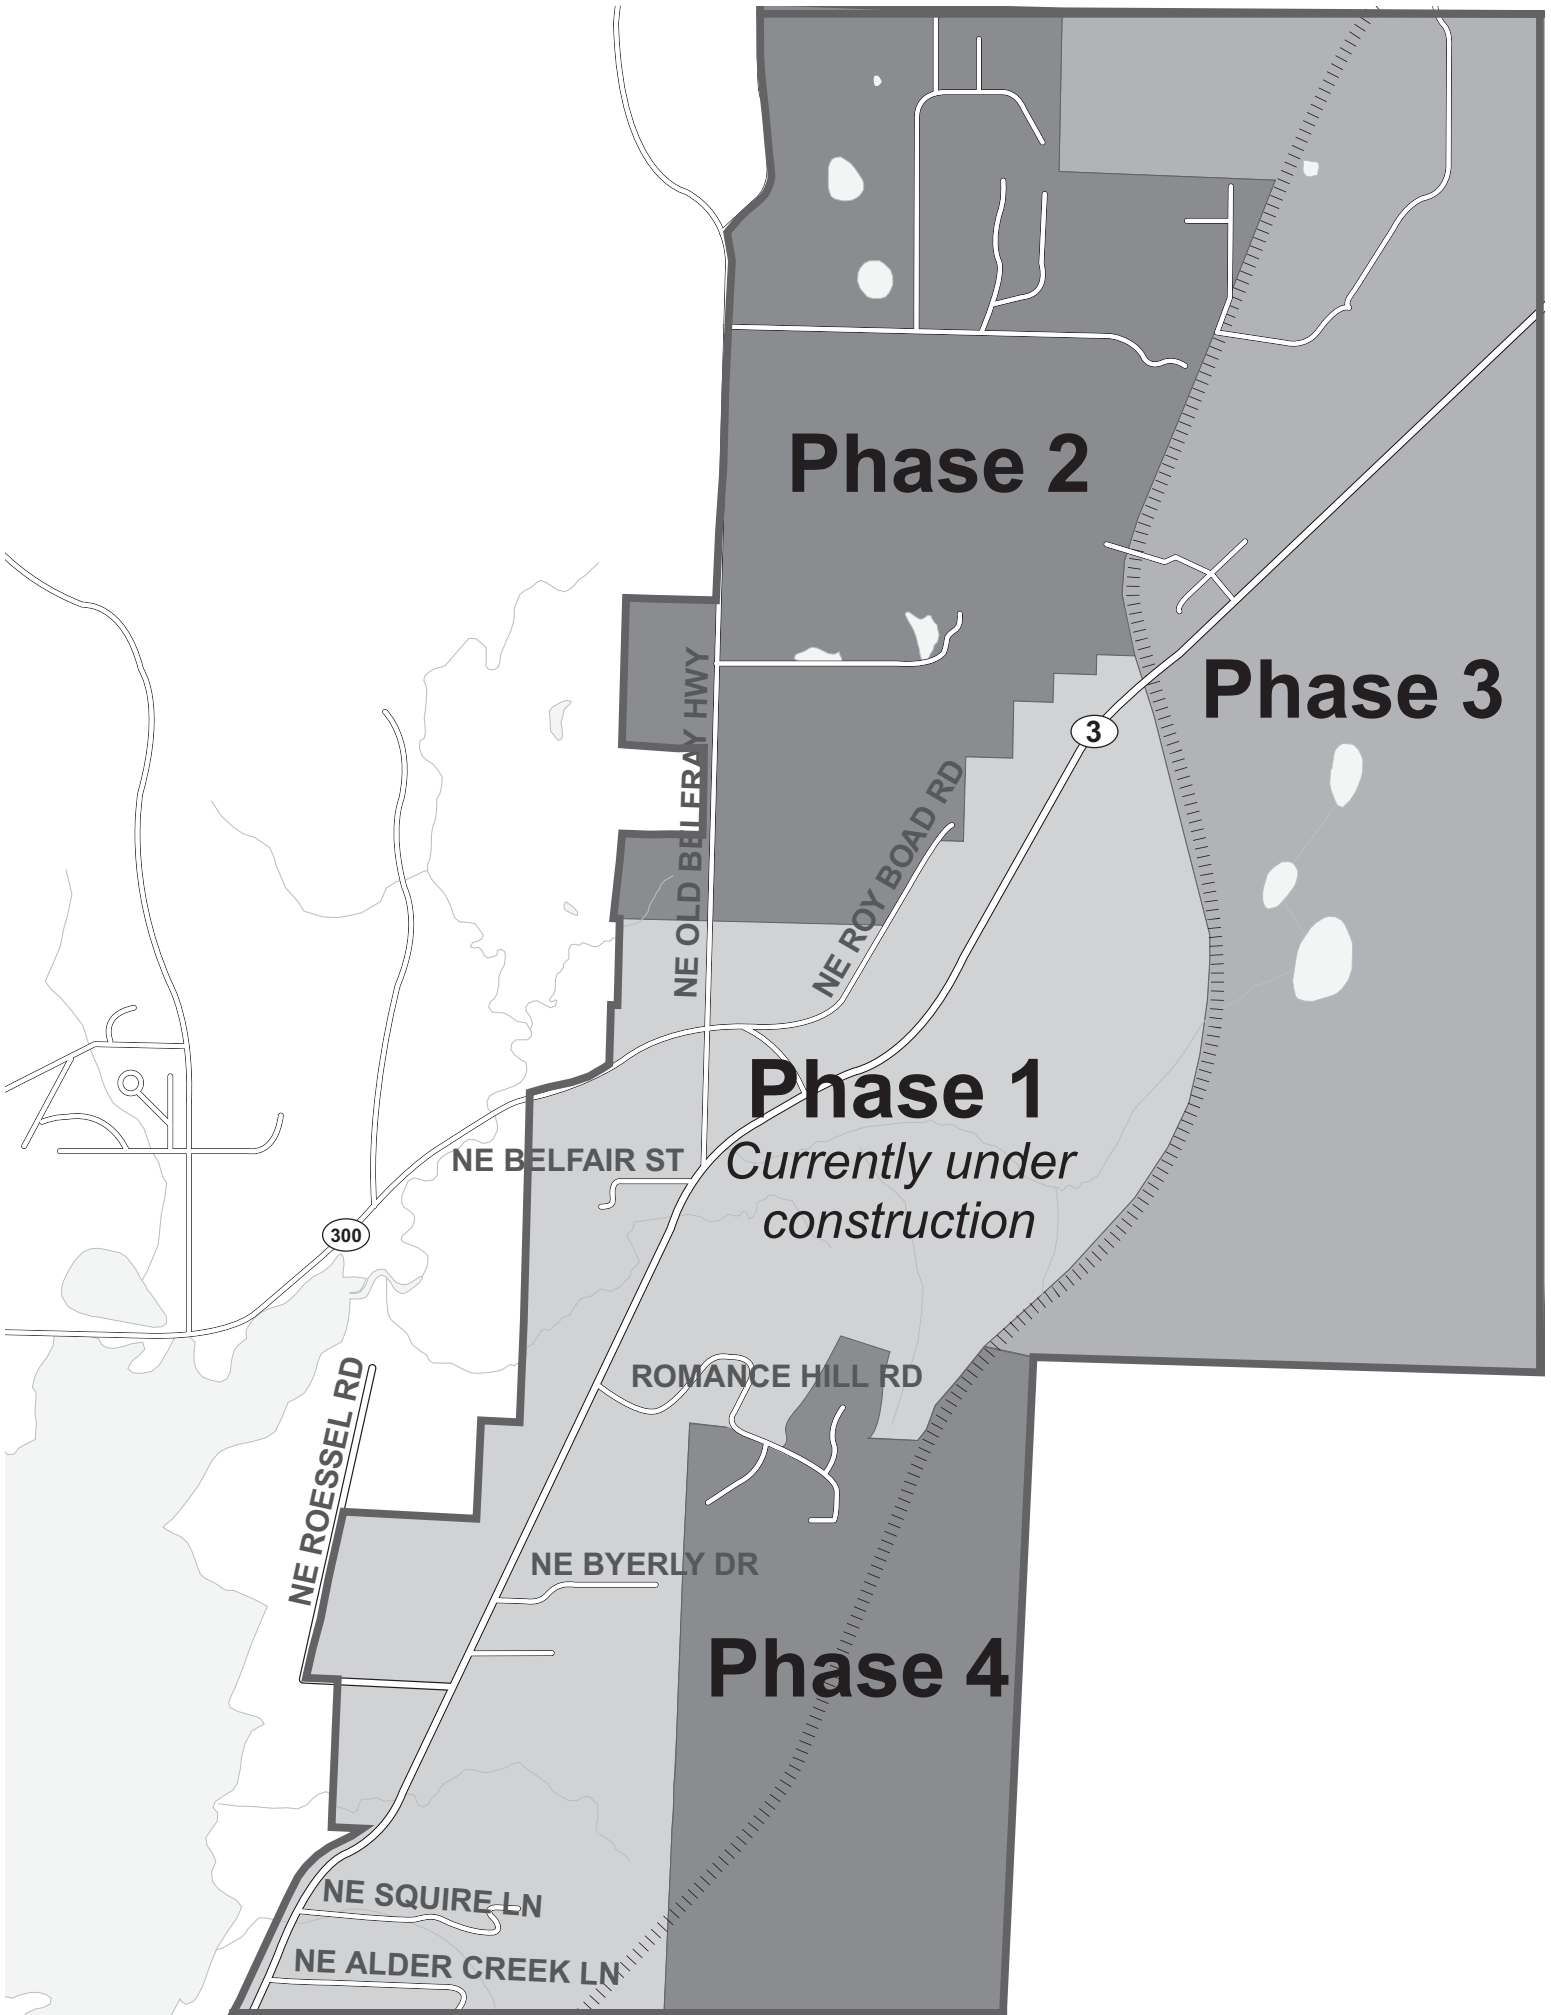 Phase 2
Phase 3
3
NE OLD BELFRAY HWY
NE ROY BOAD RD
Phase 1
Currently under
construction
NE BELFAIR ST
300
ROMANCE HILL RD
NE ROESSEL RD
NE BYERLY DR
Phase 4
NE SQUIRE LN
NE ALDER CREEK LN